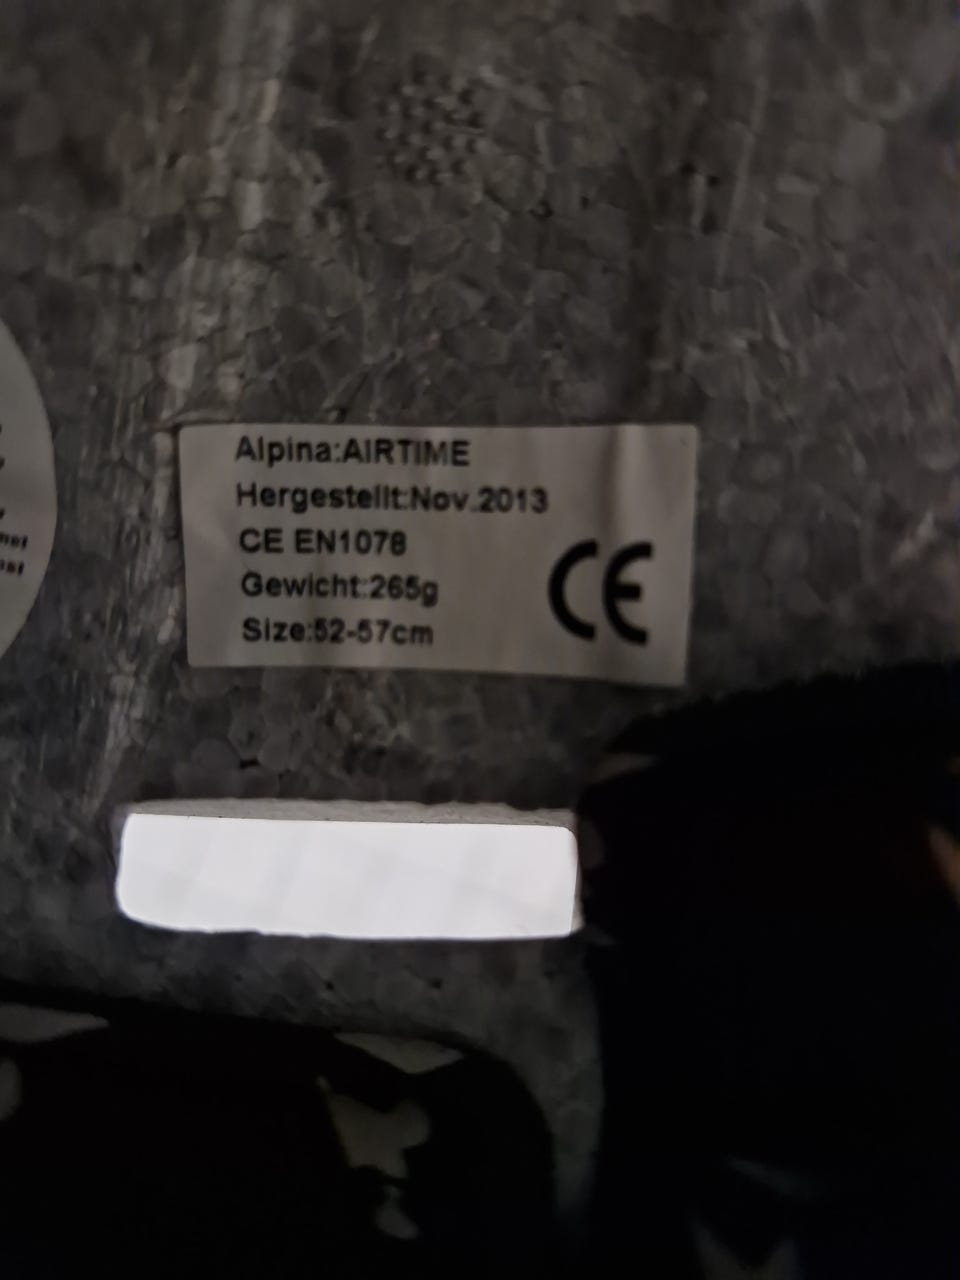 Alpina:AIRTIME
Hergestellt:Nov.2013
CE EN1078
Gewicht:265g
Size:52-57cm
CE